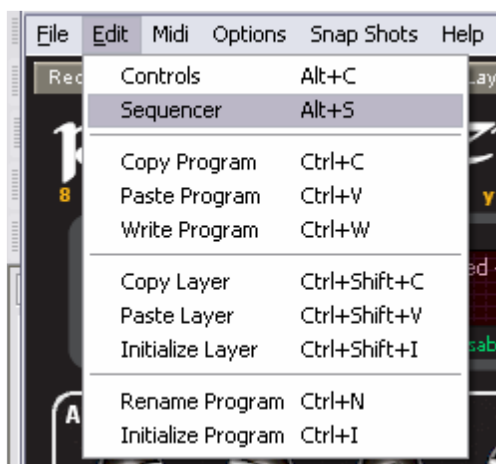 File Edit Midi Options Snap Shots Help
Rec
Controls Alt+C
Sequencer Alt+S
Copy Program Ctrl+C
Paste Program Ctrl+V
8
Write Program Ctrl+W
Copy Layer Ctrl+Shift+C
Paste Layer Ctrl+Shift+V
Initialize Layer Ctrl+Shift+I
Rename Program Ctrl+N
A
Initialize Program Ctrl+I